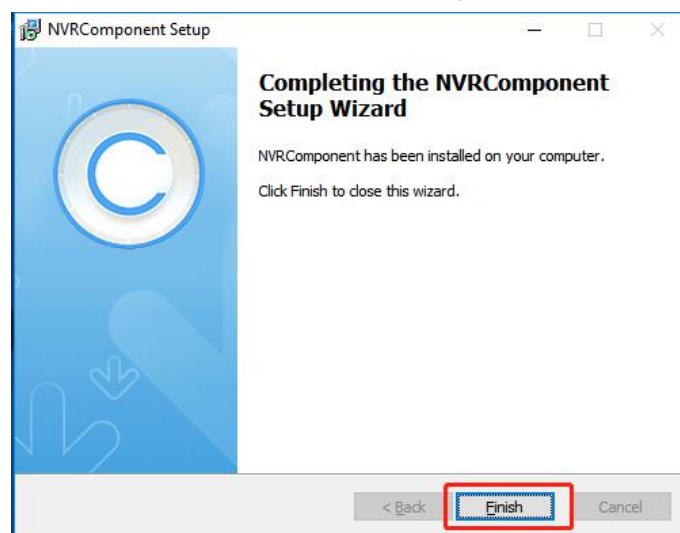 NVRComponent Setup
Completing the NVRComponent
Setup Wizard
NVRComponent has been installed on your computer.
Click Finish to close this wizard.
< Back
Finish
Cancel